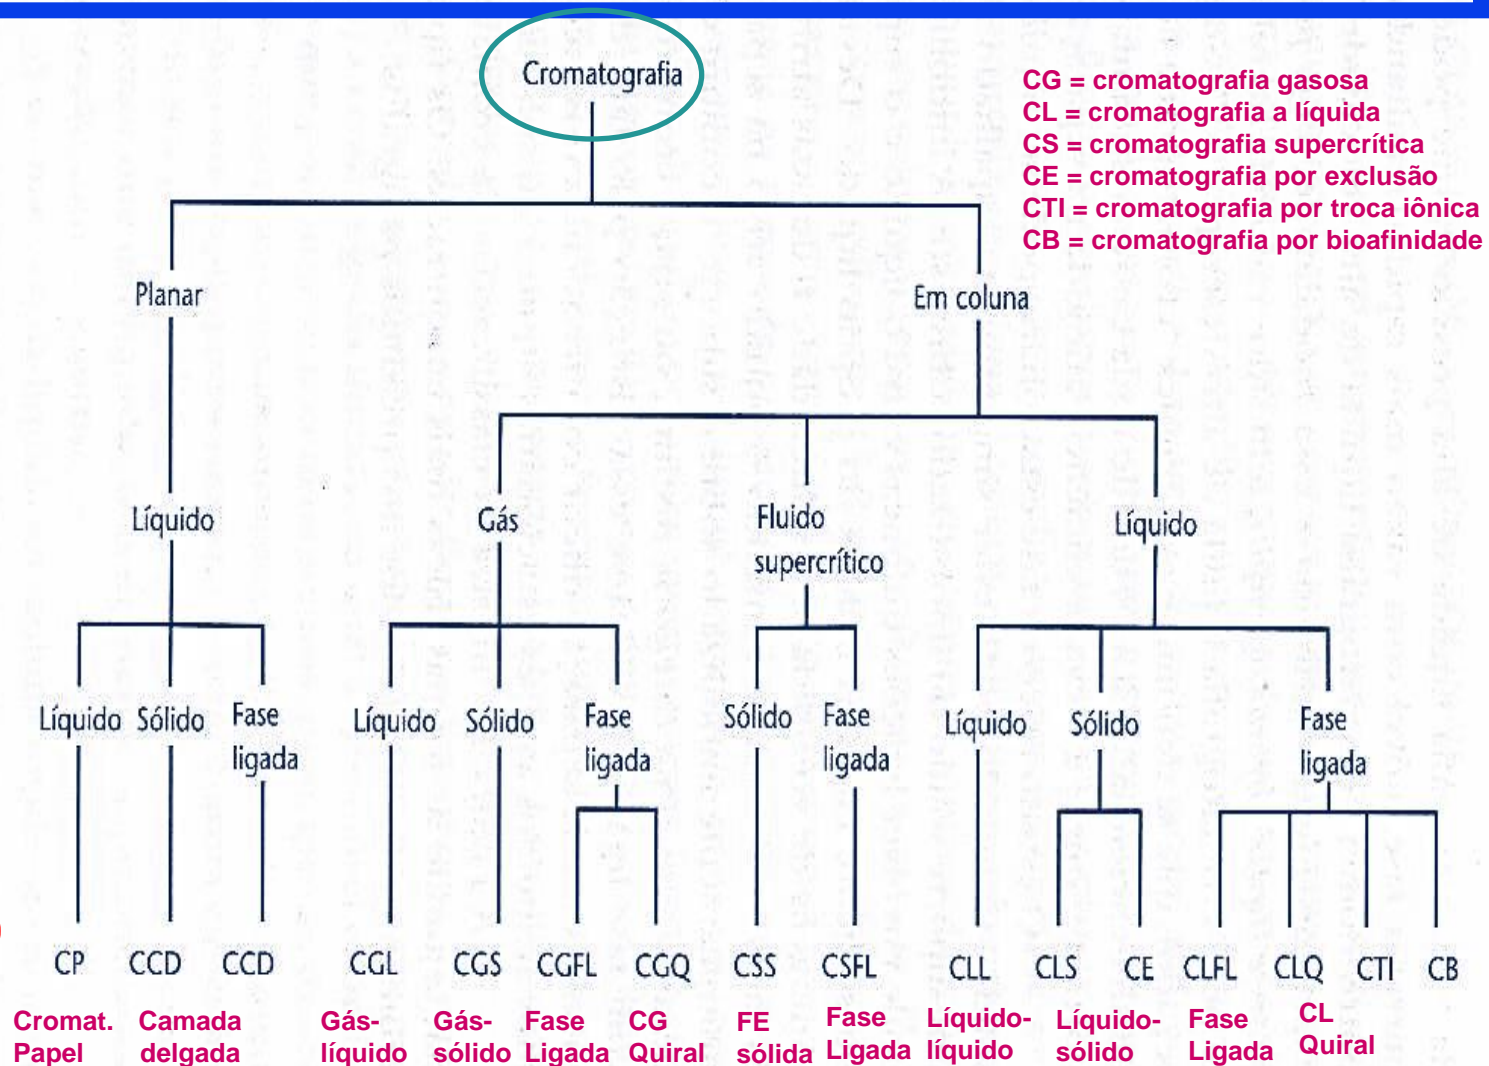 Cromatografia
CG = cromatografia gasosa
CL = cromatografia a líquida
CS = cromatografia supercrítica
CE = cromatografia por exclusão
CTI = cromatografia por troca iônica
CB = cromatografia por bioafinidade
Planar
Em coluna
Líquido
Gás
Fluido
supercrítico
Líquido
Líquido Sólido Fase
ligada
Líquido Sólido Fase
ligada
Sólido Fase
ligada
Líquido Sólido Fase
ligada
CP CCD CCD CGL CGS CGFL CGQ CSS CSFL CLL CLS CE CLFL CLQ CTI CB
Cromat.
Papel
Camada
delgada
Gás-
líquido
Gás-
sólido
Fase
Ligada
CG
Quiral
FE
sólida
Fase
Ligada
Líquido-
líquido
Líquido-
sólido
Fase
Ligada
CL
Quiral